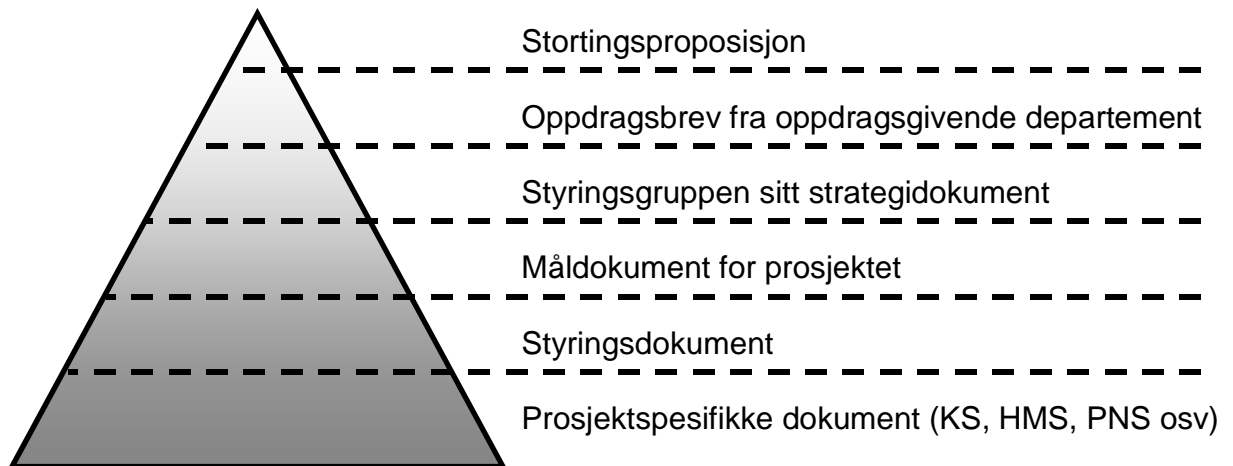 Stortingsproposisjon
Oppdragsbrev fra oppdragsgivende departement
Styringsgruppen sitt strategidokument
Måldokument for prosjektet
Styringsdokument
Prosjektspesifikke dokument (KS, HMS, PNS osv)